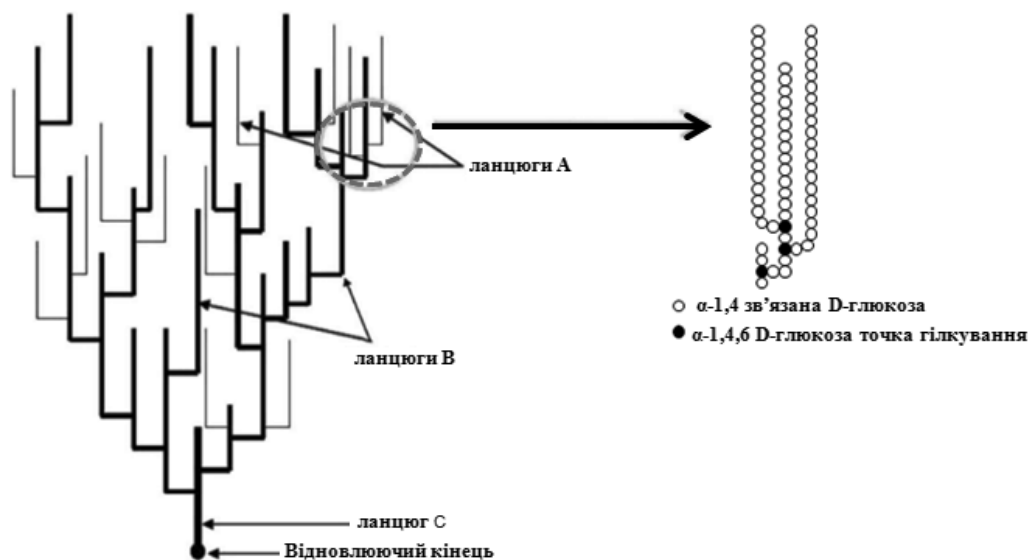 ланцюги А
ланцюги В
ланцюг С
Відновлюючий кінець
α-1,4 зв’язана D-глюкоза
α-1,4,6 D-глюкоза точка гілкування